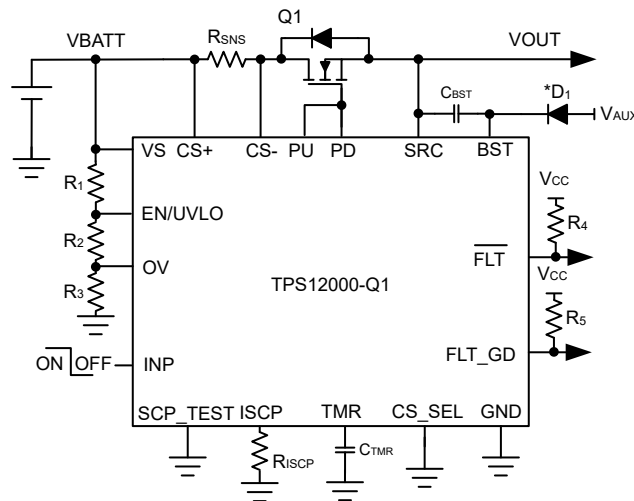 Q1
VBATT
RSNS
VOUT
CBST
*D1
VAUX
VS CS+ CS- PU PD SRC BST
R1
EN/UVLO
R2
OV
R3
TPS12000-Q1
VCC
R4
FLT
VCC
R5
FLT_GD
ON OFF
INP
SCP_TEST ISCP TMR CS_SEL GND
RISCP
CTMR